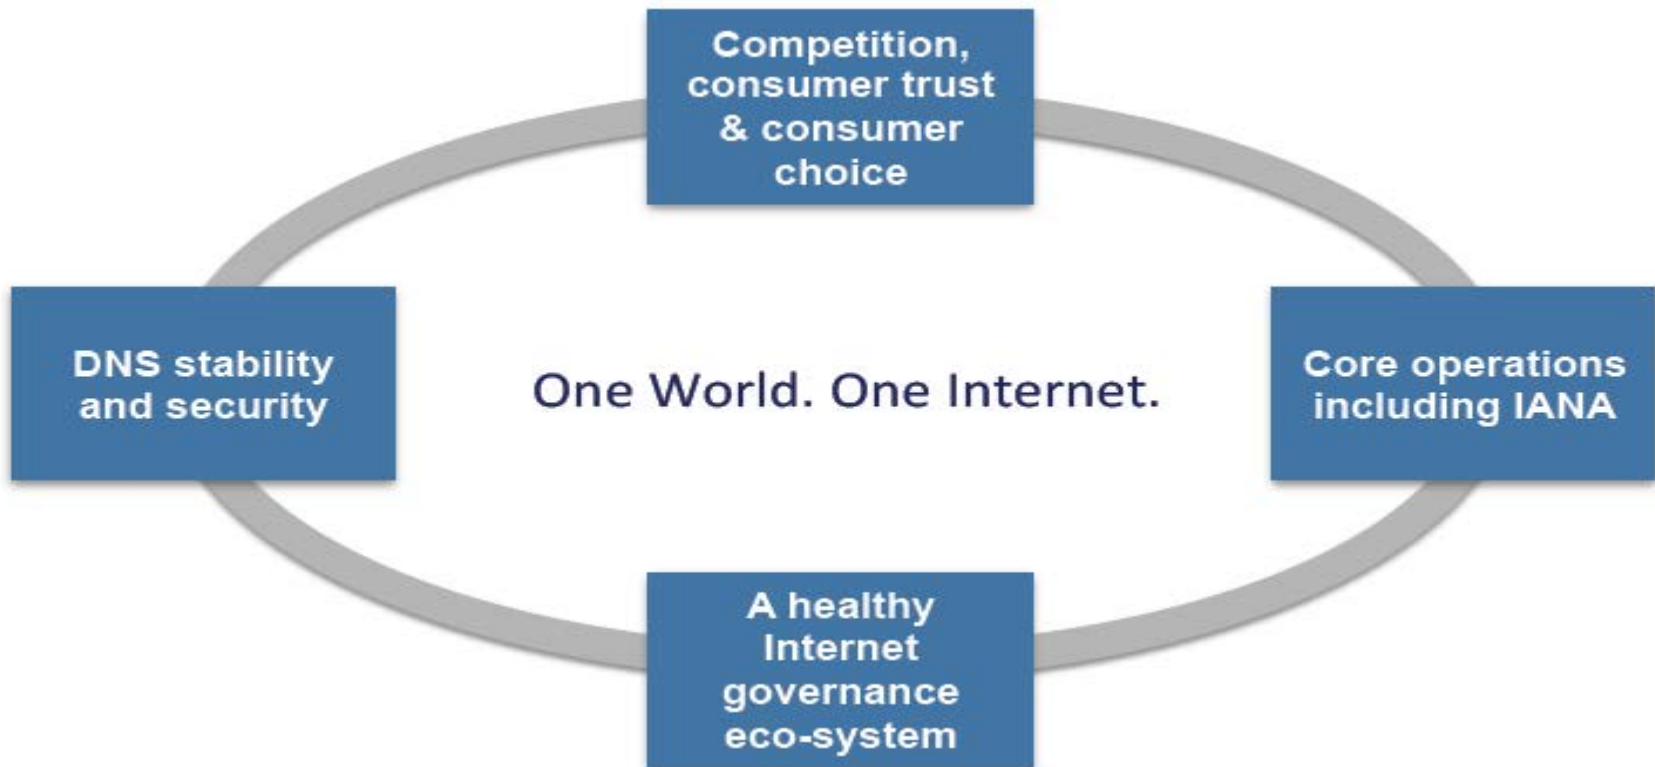 Competition,
consumer trust
& consumer
choice
DNS stability
and security
One World. One Internet.
Core operations
including IANA
A healthy
Internet
governance
eco-system